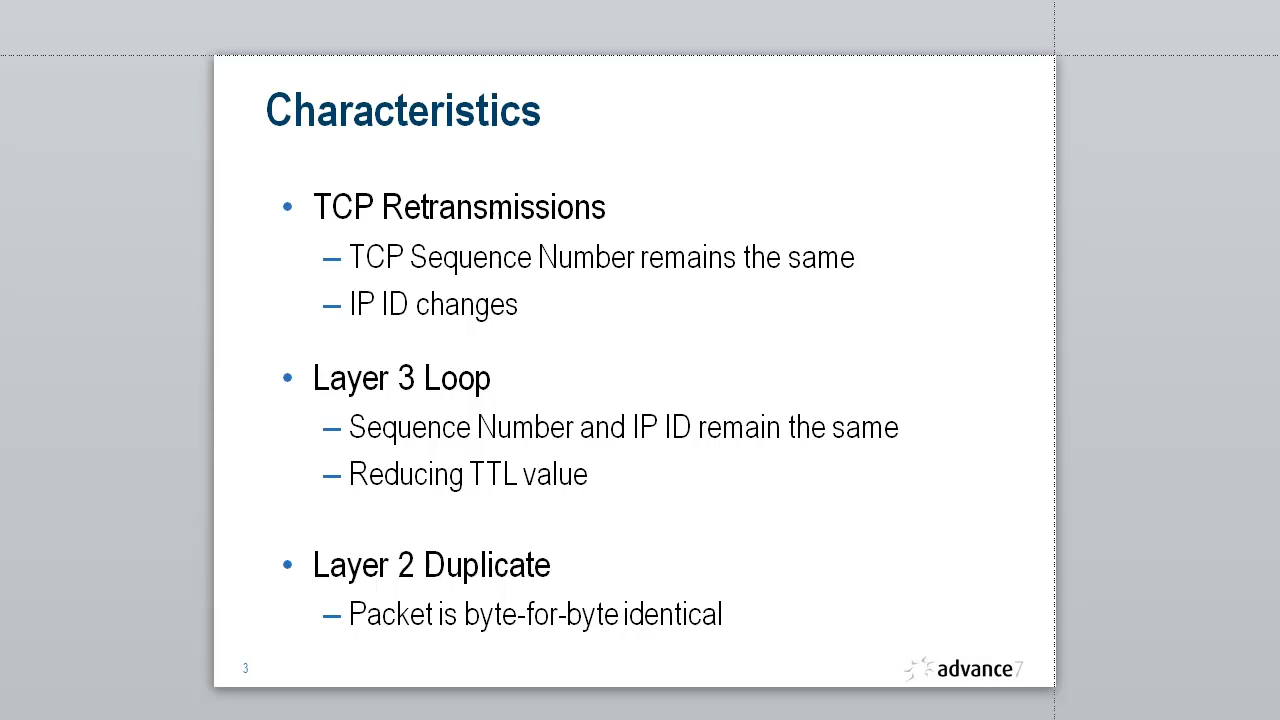 Characteristics
• TCP Retransmissions
– TCP Sequence Number remains the same
– IP ID changes
• Layer 3 Loop
– Sequence Number and IP ID remain the same
– Reducing TTL value
• Layer 2 Duplicate
– Packet is byte-for-byte identical
3
advance7